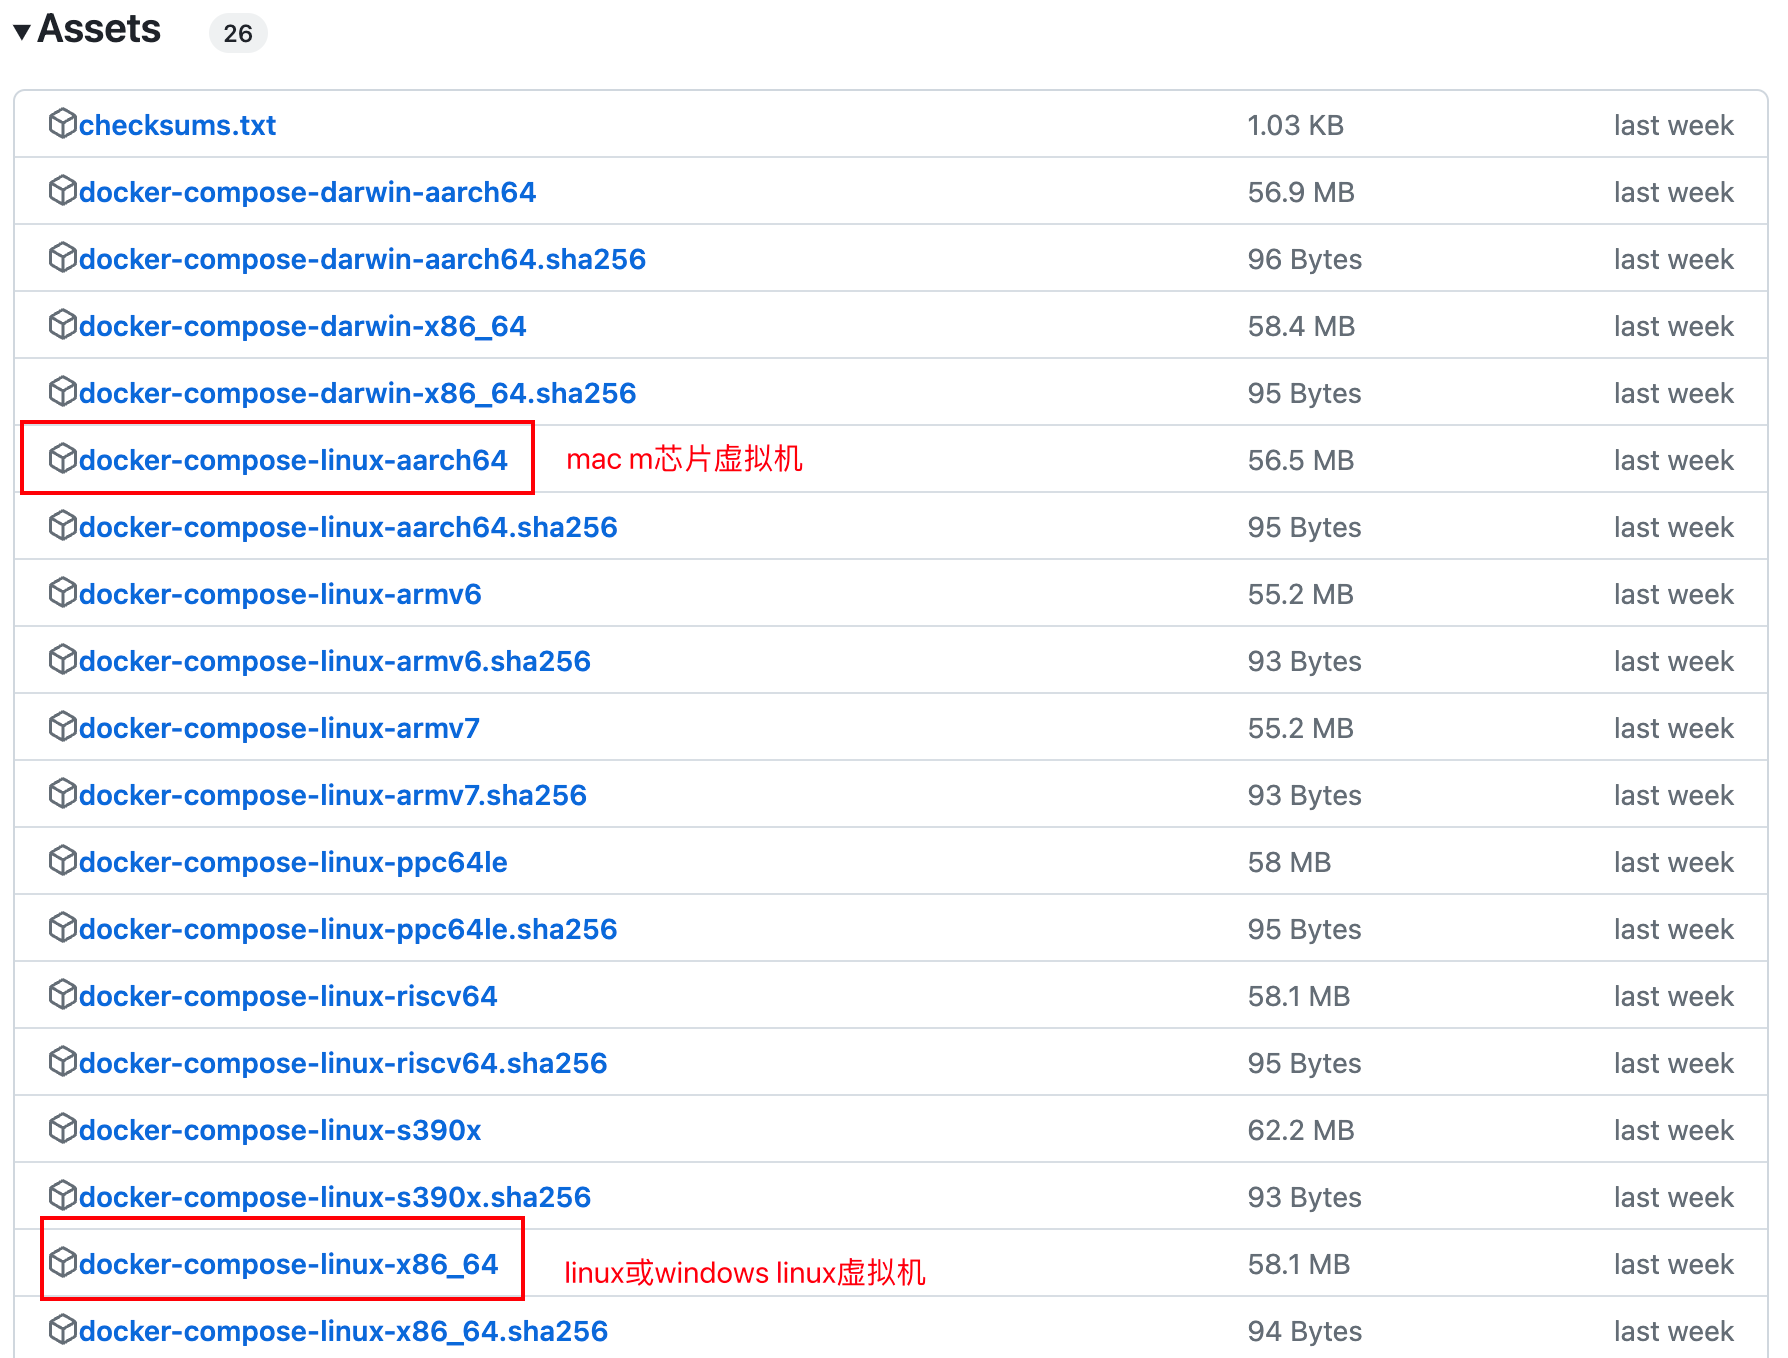 Assets 26
checksums.txt 1.03 KB last week
docker-compose-darwin-aarch64 56.9 MB last week
docker-compose-darwin-aarch64.sha256 96 Bytes last week
docker-compose-darwin-x86_64 58.4 MB last week
docker-compose-darwin-x86_64.sha256 95 Bytes last week
docker-compose-linux-aarch64 mac m芯片虚拟机 56.5 MB last week
docker-compose-linux-aarch64.sha256 95 Bytes last week
docker-compose-linux-armv6 55.2 MB last week
docker-compose-linux-armv6.sha256 93 Bytes last week
docker-compose-linux-armv7 55.2 MB last week
docker-compose-linux-armv7.sha256 93 Bytes last week
docker-compose-linux-ppc64le 58 MB last week
docker-compose-linux-ppc64le.sha256 95 Bytes last week
docker-compose-linux-riscv64 58.1 MB last week
docker-compose-linux-riscv64.sha256 95 Bytes last week
docker-compose-linux-s390x 62.2 MB last week
docker-compose-linux-s390x.sha256 93 Bytes last week
docker-compose-linux-x86_64 linux或windows linux虚拟机 58.1 MB last week
docker-compose-linux-x86_64.sha256 94 Bytes last week